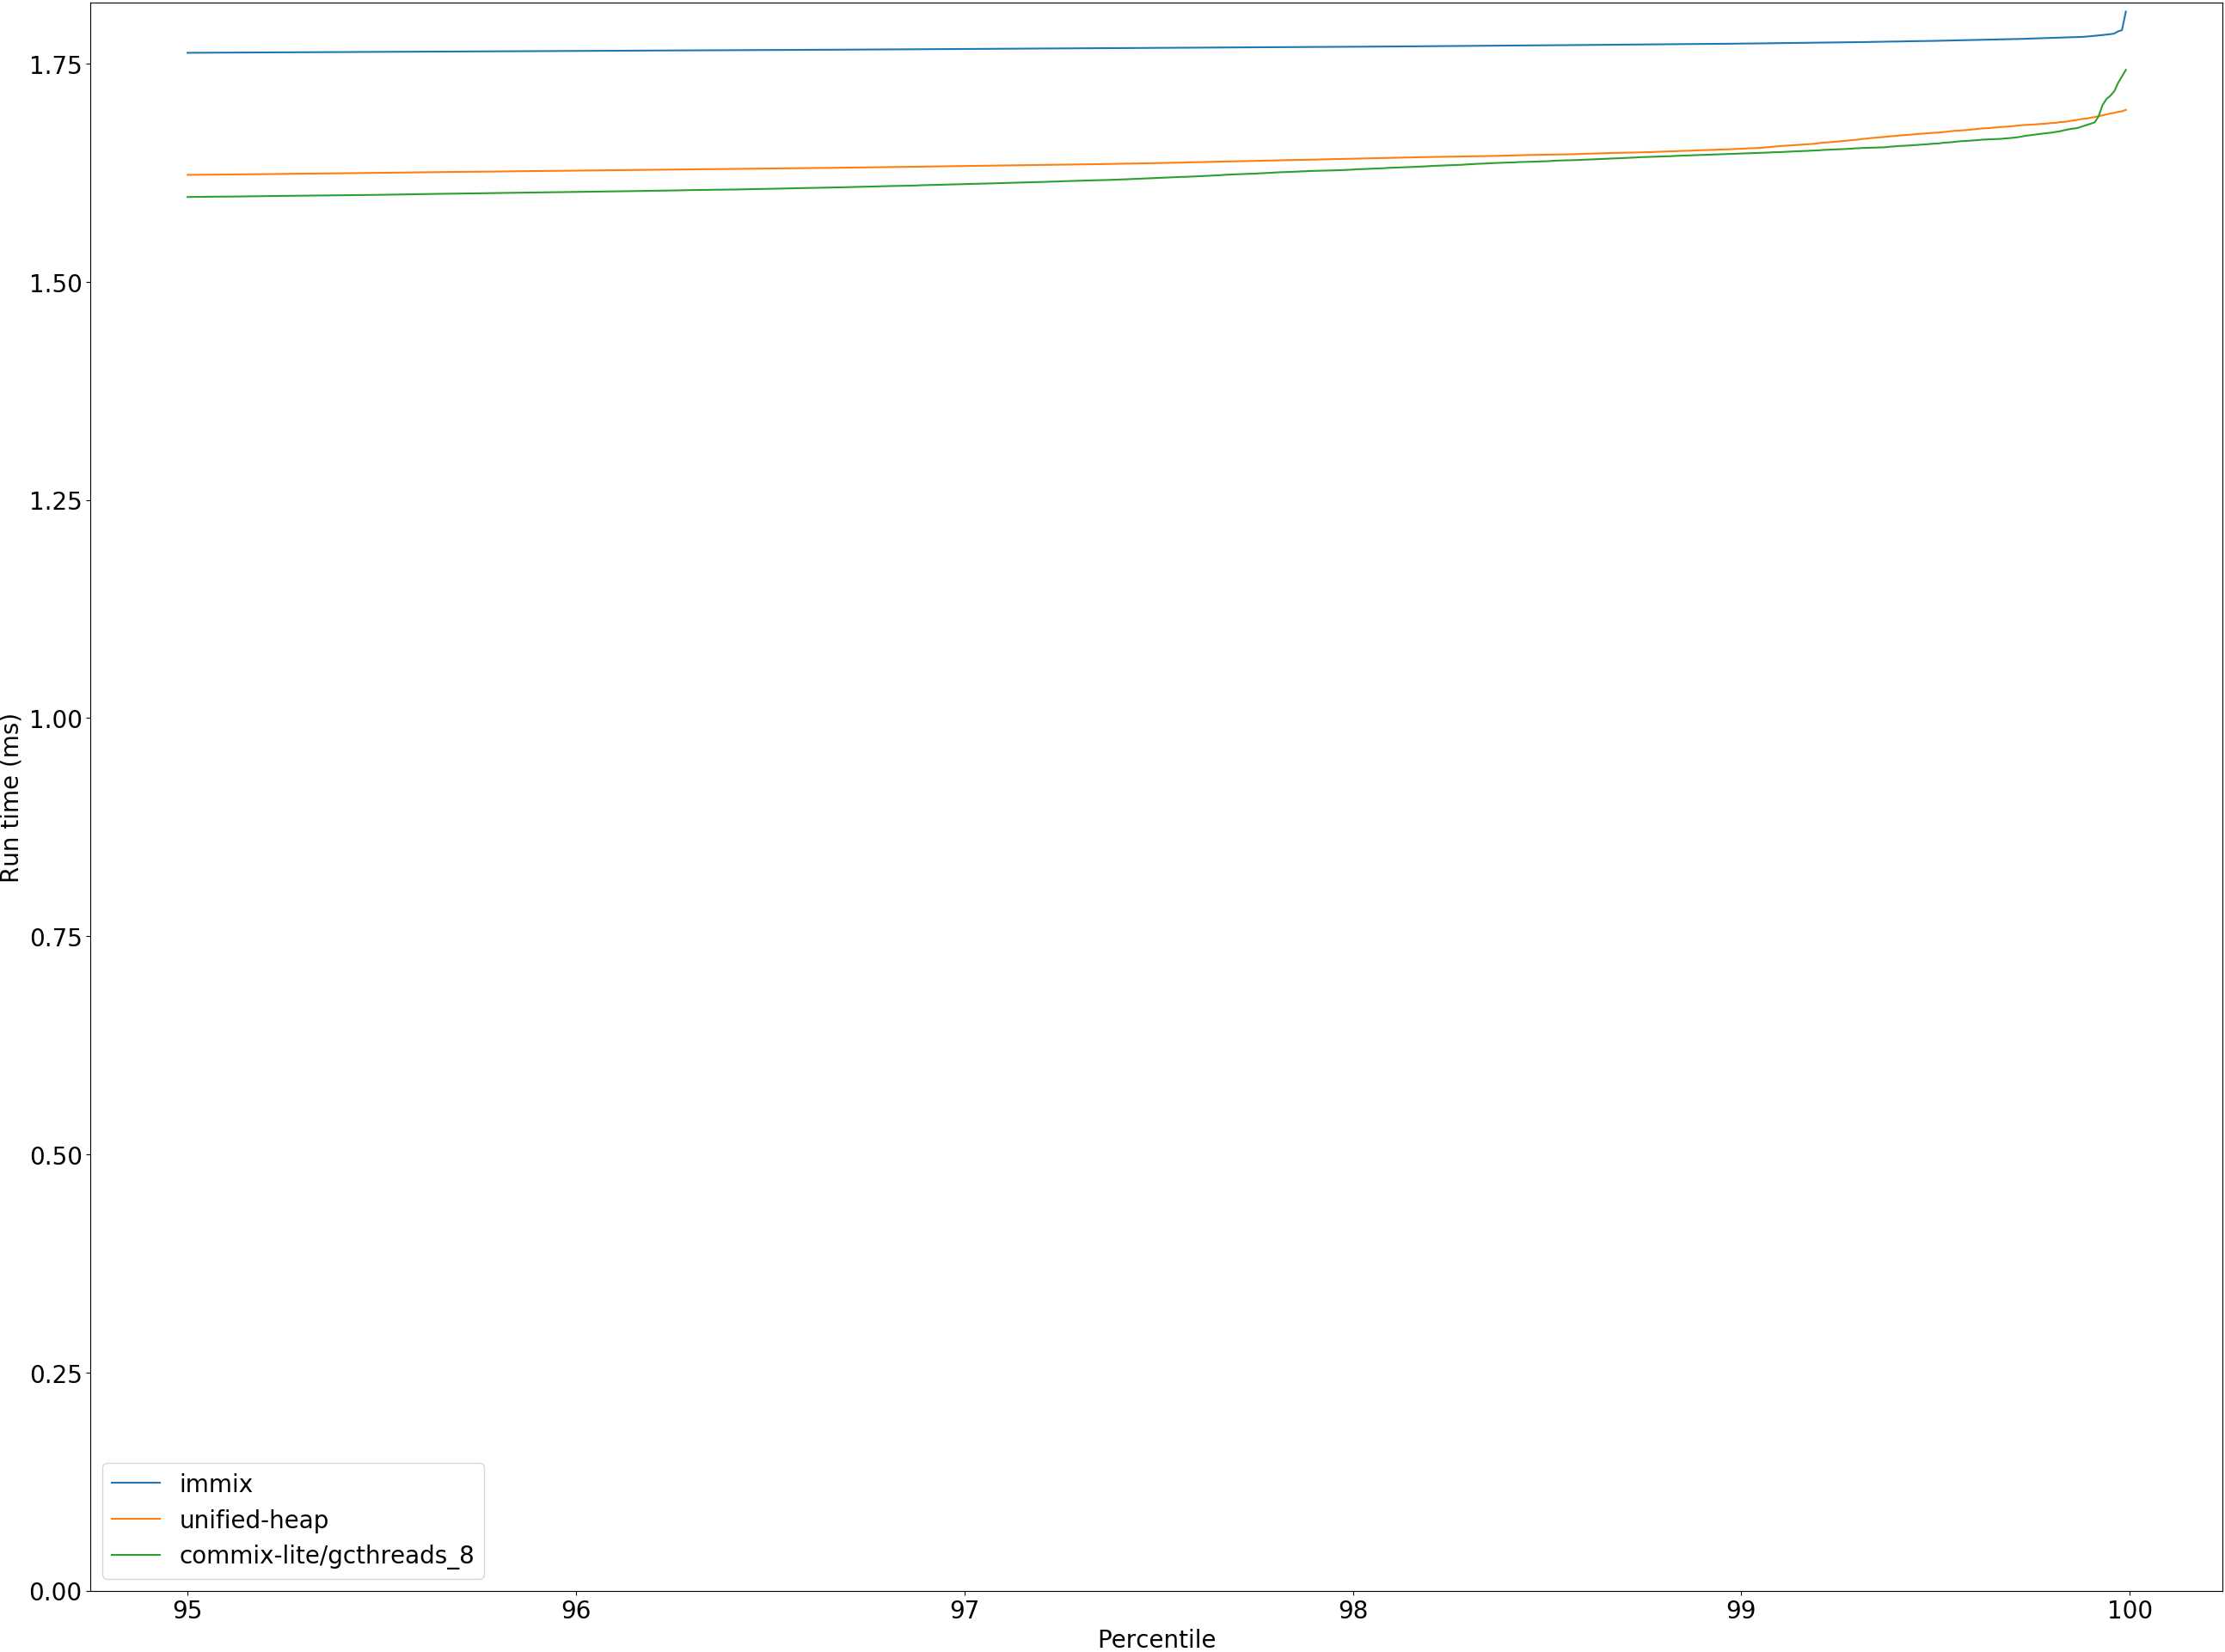 1.75
1.50
1.25
1.00
0.75
0.50
0.25
0.00
Run time (ms)
immix
unified-heap
commix-lite/gcthreads_8
95 96 97 98 99 100
Percentile